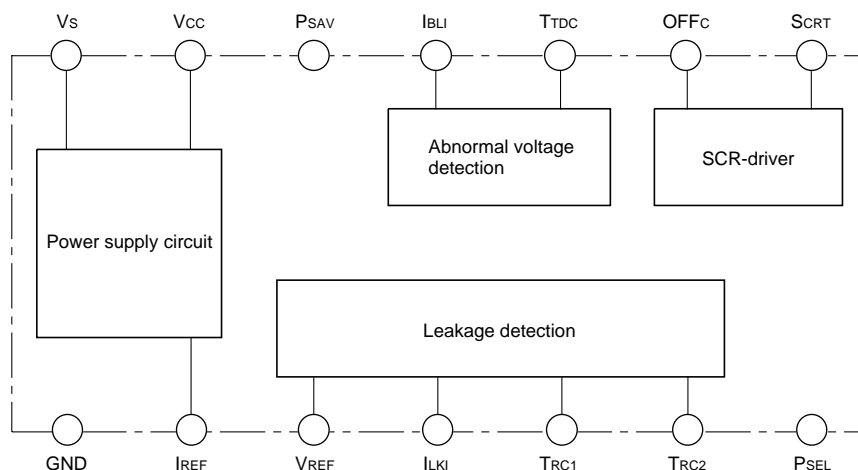 VS VCC PSAV IBLI TTDC OFFC SCRT
Abnormal voltage
detection
SCR-driver
Power supply circuit
Leakage detection
GND IREF VREF ILKI TRC1 TRC2 PSEL